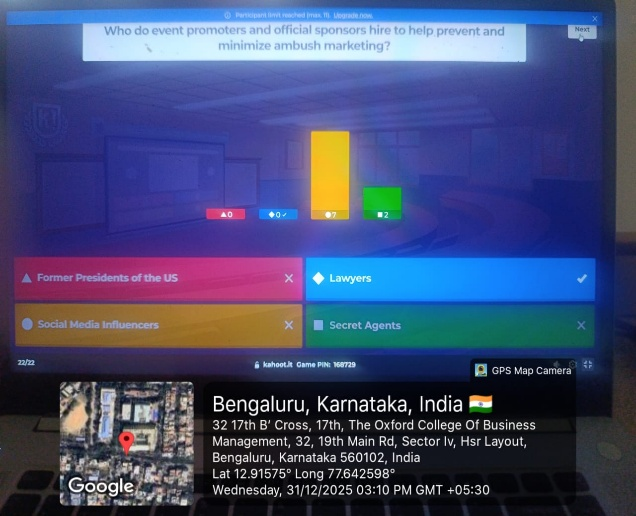 Participant limit reached (max. 11). Upgrade now.
X
Who do event promoters and official sponsors hire to help prevent and
minimize ambush marketing?
Next
0
0
7
2
Former Presidents of the US
Lawyers
Social Media Influencers
Secret Agents
22/22
kahoot.it Game PIN: 168729
GPS Map Camera
Bengaluru, Karnataka, India
32 17th B' Cross, 17th, The Oxford College Of Business
Management, 32, 19th Main Rd, Sector Iv, Hsr Layout,
Bengaluru, Karnataka 560102, India
Lat 12.91575° Long 77.642598°
Wednesday, 31/12/2025 03:10 PM GMT +05:30
Google